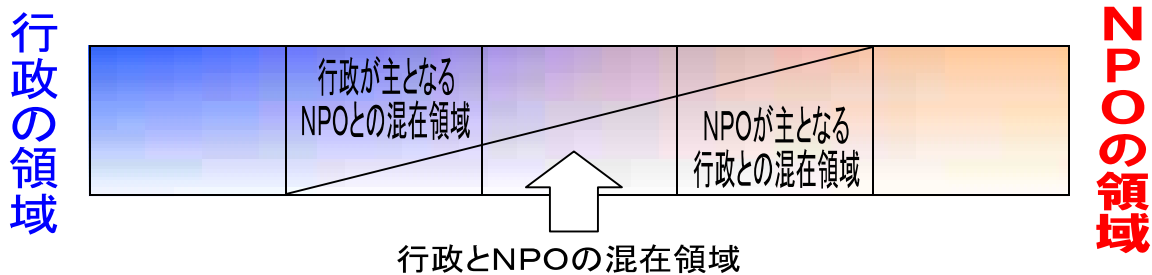 行政の領域
行政が主となる
NPOとの混在領域
NPOが主となる
行政との混在領域
NPOの領域
行政とNPOの混在領域